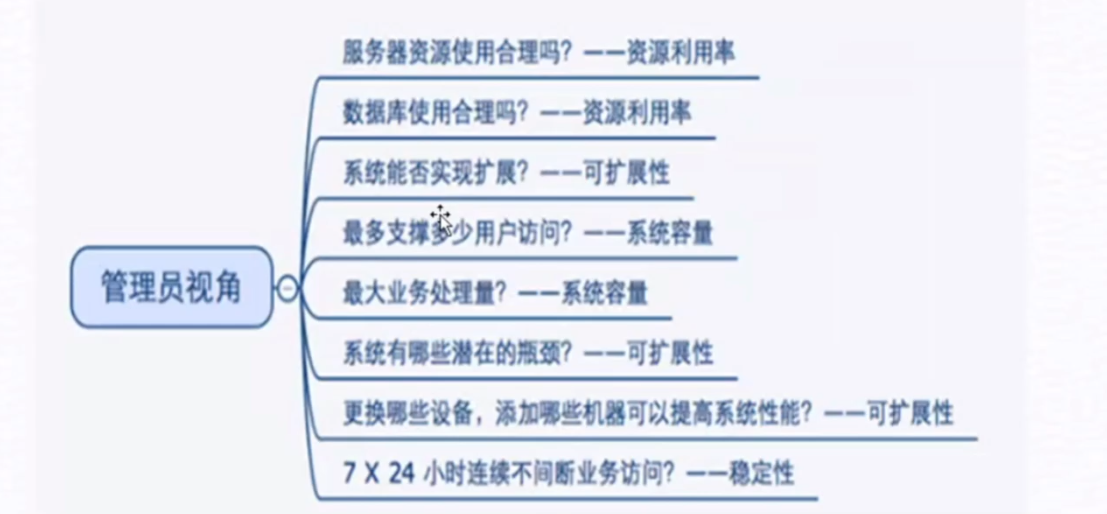 服务器资源使用合理吗？——资源利用率
数据库使用合理吗？——资源利用率
系统能否实现扩展？——可扩展性
最多支撑多少用户访问？——系统容量
管理员视角
最大业务处理量？——系统容量
系统有哪些潜在的瓶颈？——可扩展性
更换哪些设备，添加哪些机器可以提高系统性能？——可扩展性
7 X 24 小时连续不间断业务访问？——稳定性